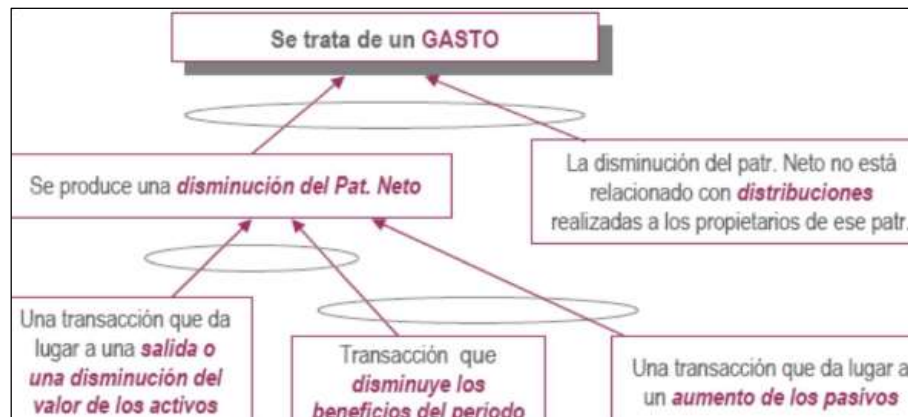 Se trata de un GASTO
Se produce una disminución del Pat. Neto
La disminución del patr. Neto no está
relacionado con distribuciones
realizadas a los propietarios de ese patr.
Una transacción que da
lugar a una salida o
una disminución del
valor de los activos
Transacción que
disminuye los
beneficios del período
Una transacción que da lugar a
un aumento de los pasivos